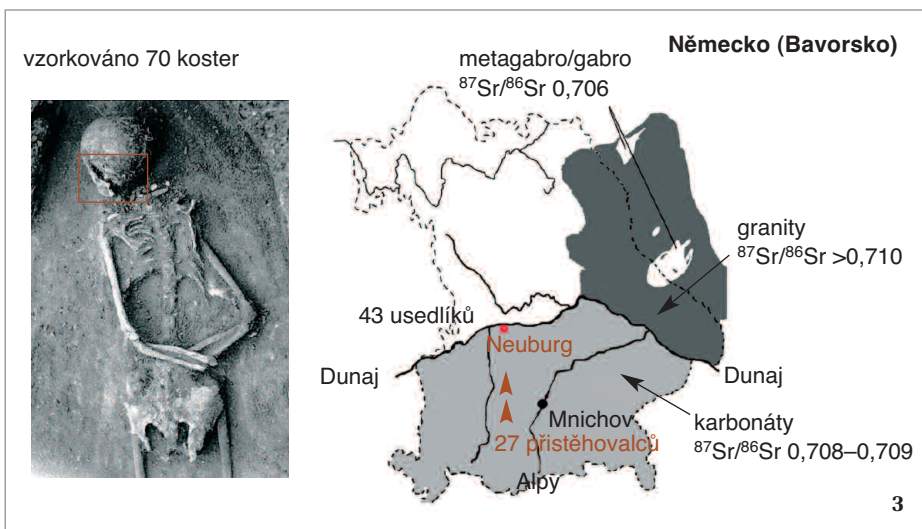 vzorkováno 70 koster
Německo (Bavorsko)
metagabro/gabro
⁸⁷Sr/⁸⁶Sr 0,706
granity
⁸⁷Sr/⁸⁶Sr >0,710
43 usedlíků
Neuburg
Dunaj
Dunaj
Mnichov
27 přistěhovalců
karbonáty
⁸⁷Sr/⁸⁶Sr 0,708–0,709
Alpy
3